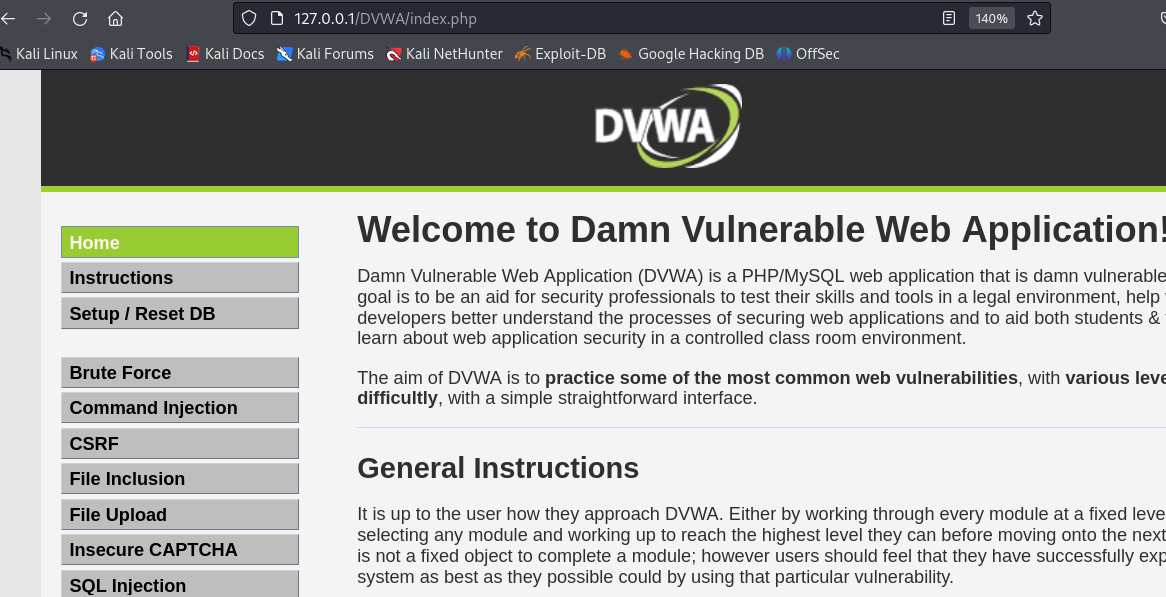 127.0.0.1/DVWA/index.php
140%
Kali Linux Kali Tools Kali Docs Kali Forums Kali NetHunter Exploit-DB Google Hacking DB OffSec
DVWA
Home
Instructions
Setup / Reset DB
Brute Force
Command Injection
CSRF
File Inclusion
File Upload
Insecure CAPTCHA
SQL Injection
Welcome to Damn Vulnerable Web Application!
Damn Vulnerable Web Application (DVWA) is a PHP/MySQL web application that is damn vulnerable
goal is to be an aid for security professionals to test their skills and tools in a legal environment, help
developers better understand the processes of securing web applications and to aid both students &
learn about web application security in a controlled class room environment.
The aim of DVWA is to practice some of the most common web vulnerabilities, with various leve
difficultly, with a simple straightforward interface.
General Instructions
It is up to the user how they approach DVWA. Either by working through every module at a fixed leve
selecting any module and working up to reach the highest level they can before moving onto the next
is not a fixed object to complete a module; however users should feel that they have successfully exp
system as best as they possible could by using that particular vulnerability.